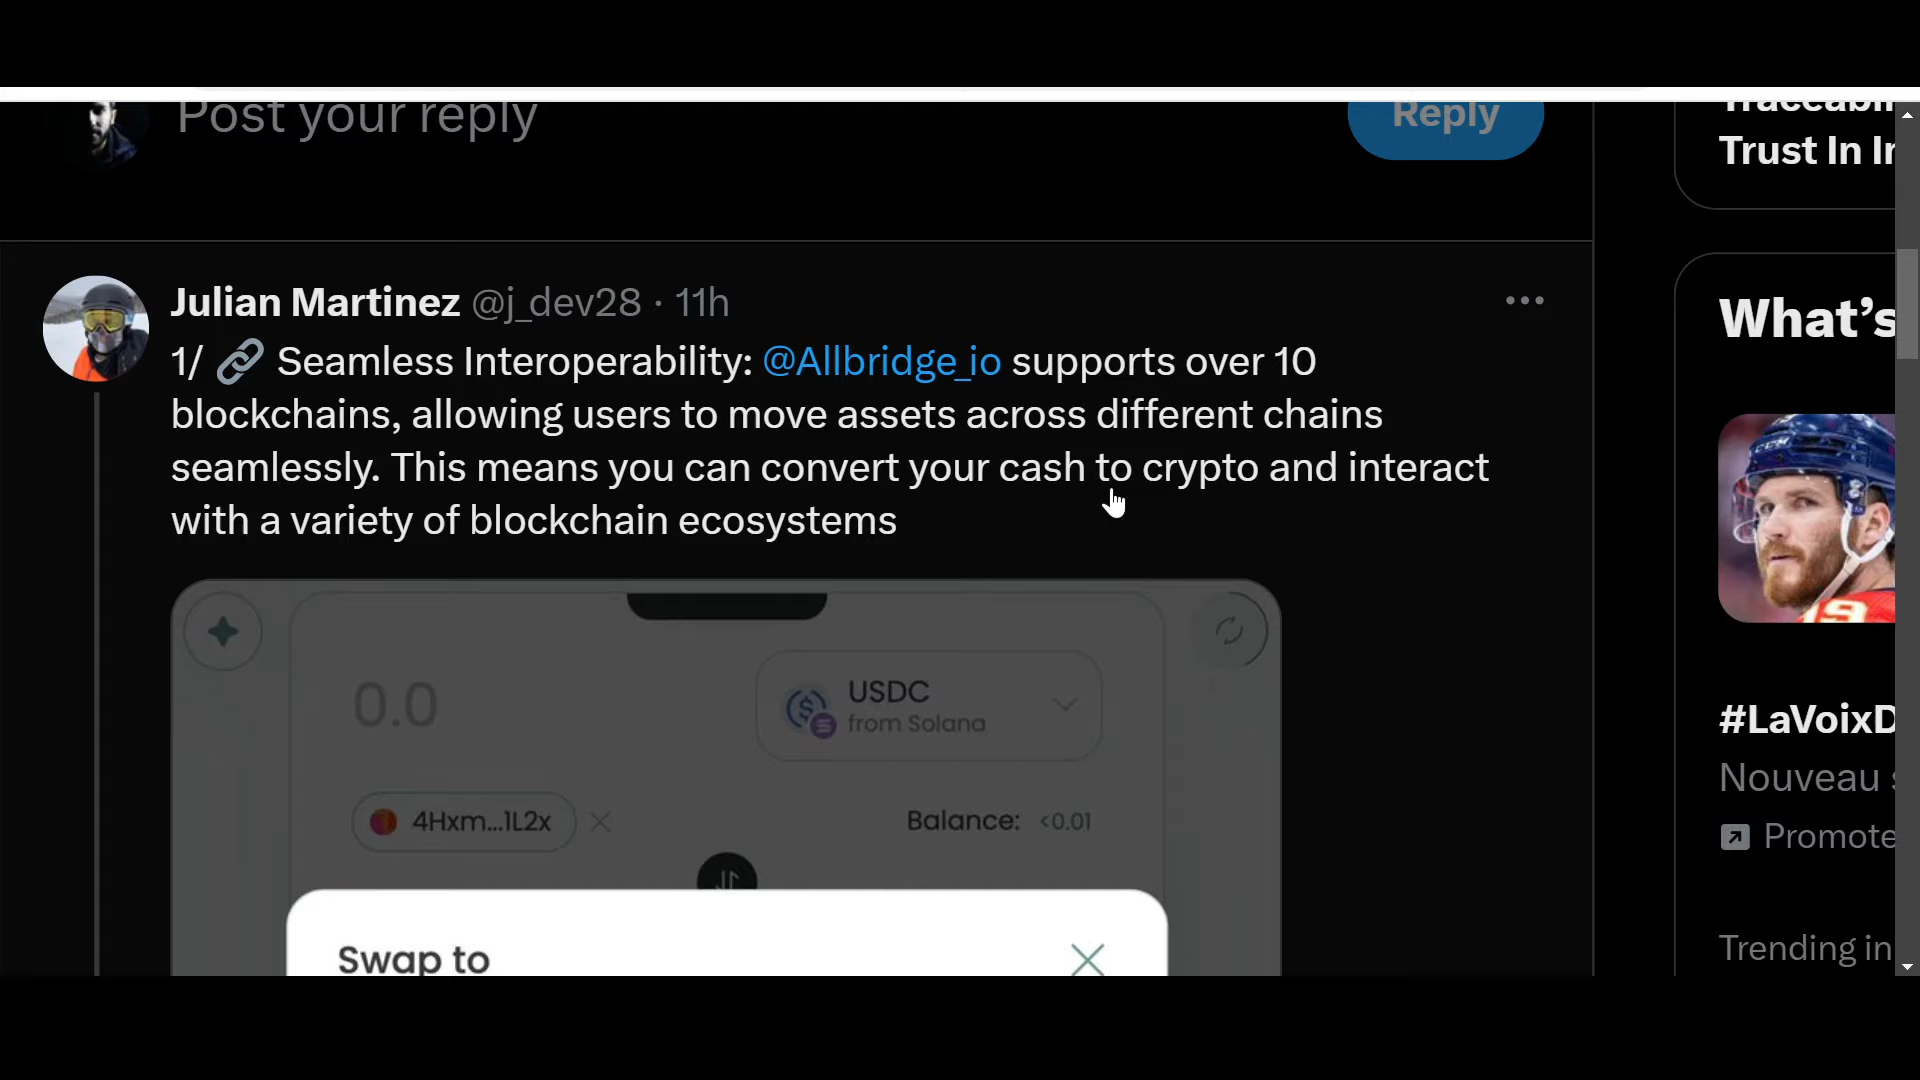 Post your reply
Reply
Trust In
Julian Martinez @j_dev28 · 11h
1/ 🔗 Seamless Interoperability: @Allbridge_io supports over 10
blockchains, allowing users to move assets across different chains
seamlessly. This means you can convert your cash to crypto and interact
with a variety of blockchain ecosystems
0.0
USDC
from Solana
4Hxm...1L2x
Balance: <0.01
Swap to
What's
CCM
19
#LaVoixD
Nouveau
Promote
Trending in